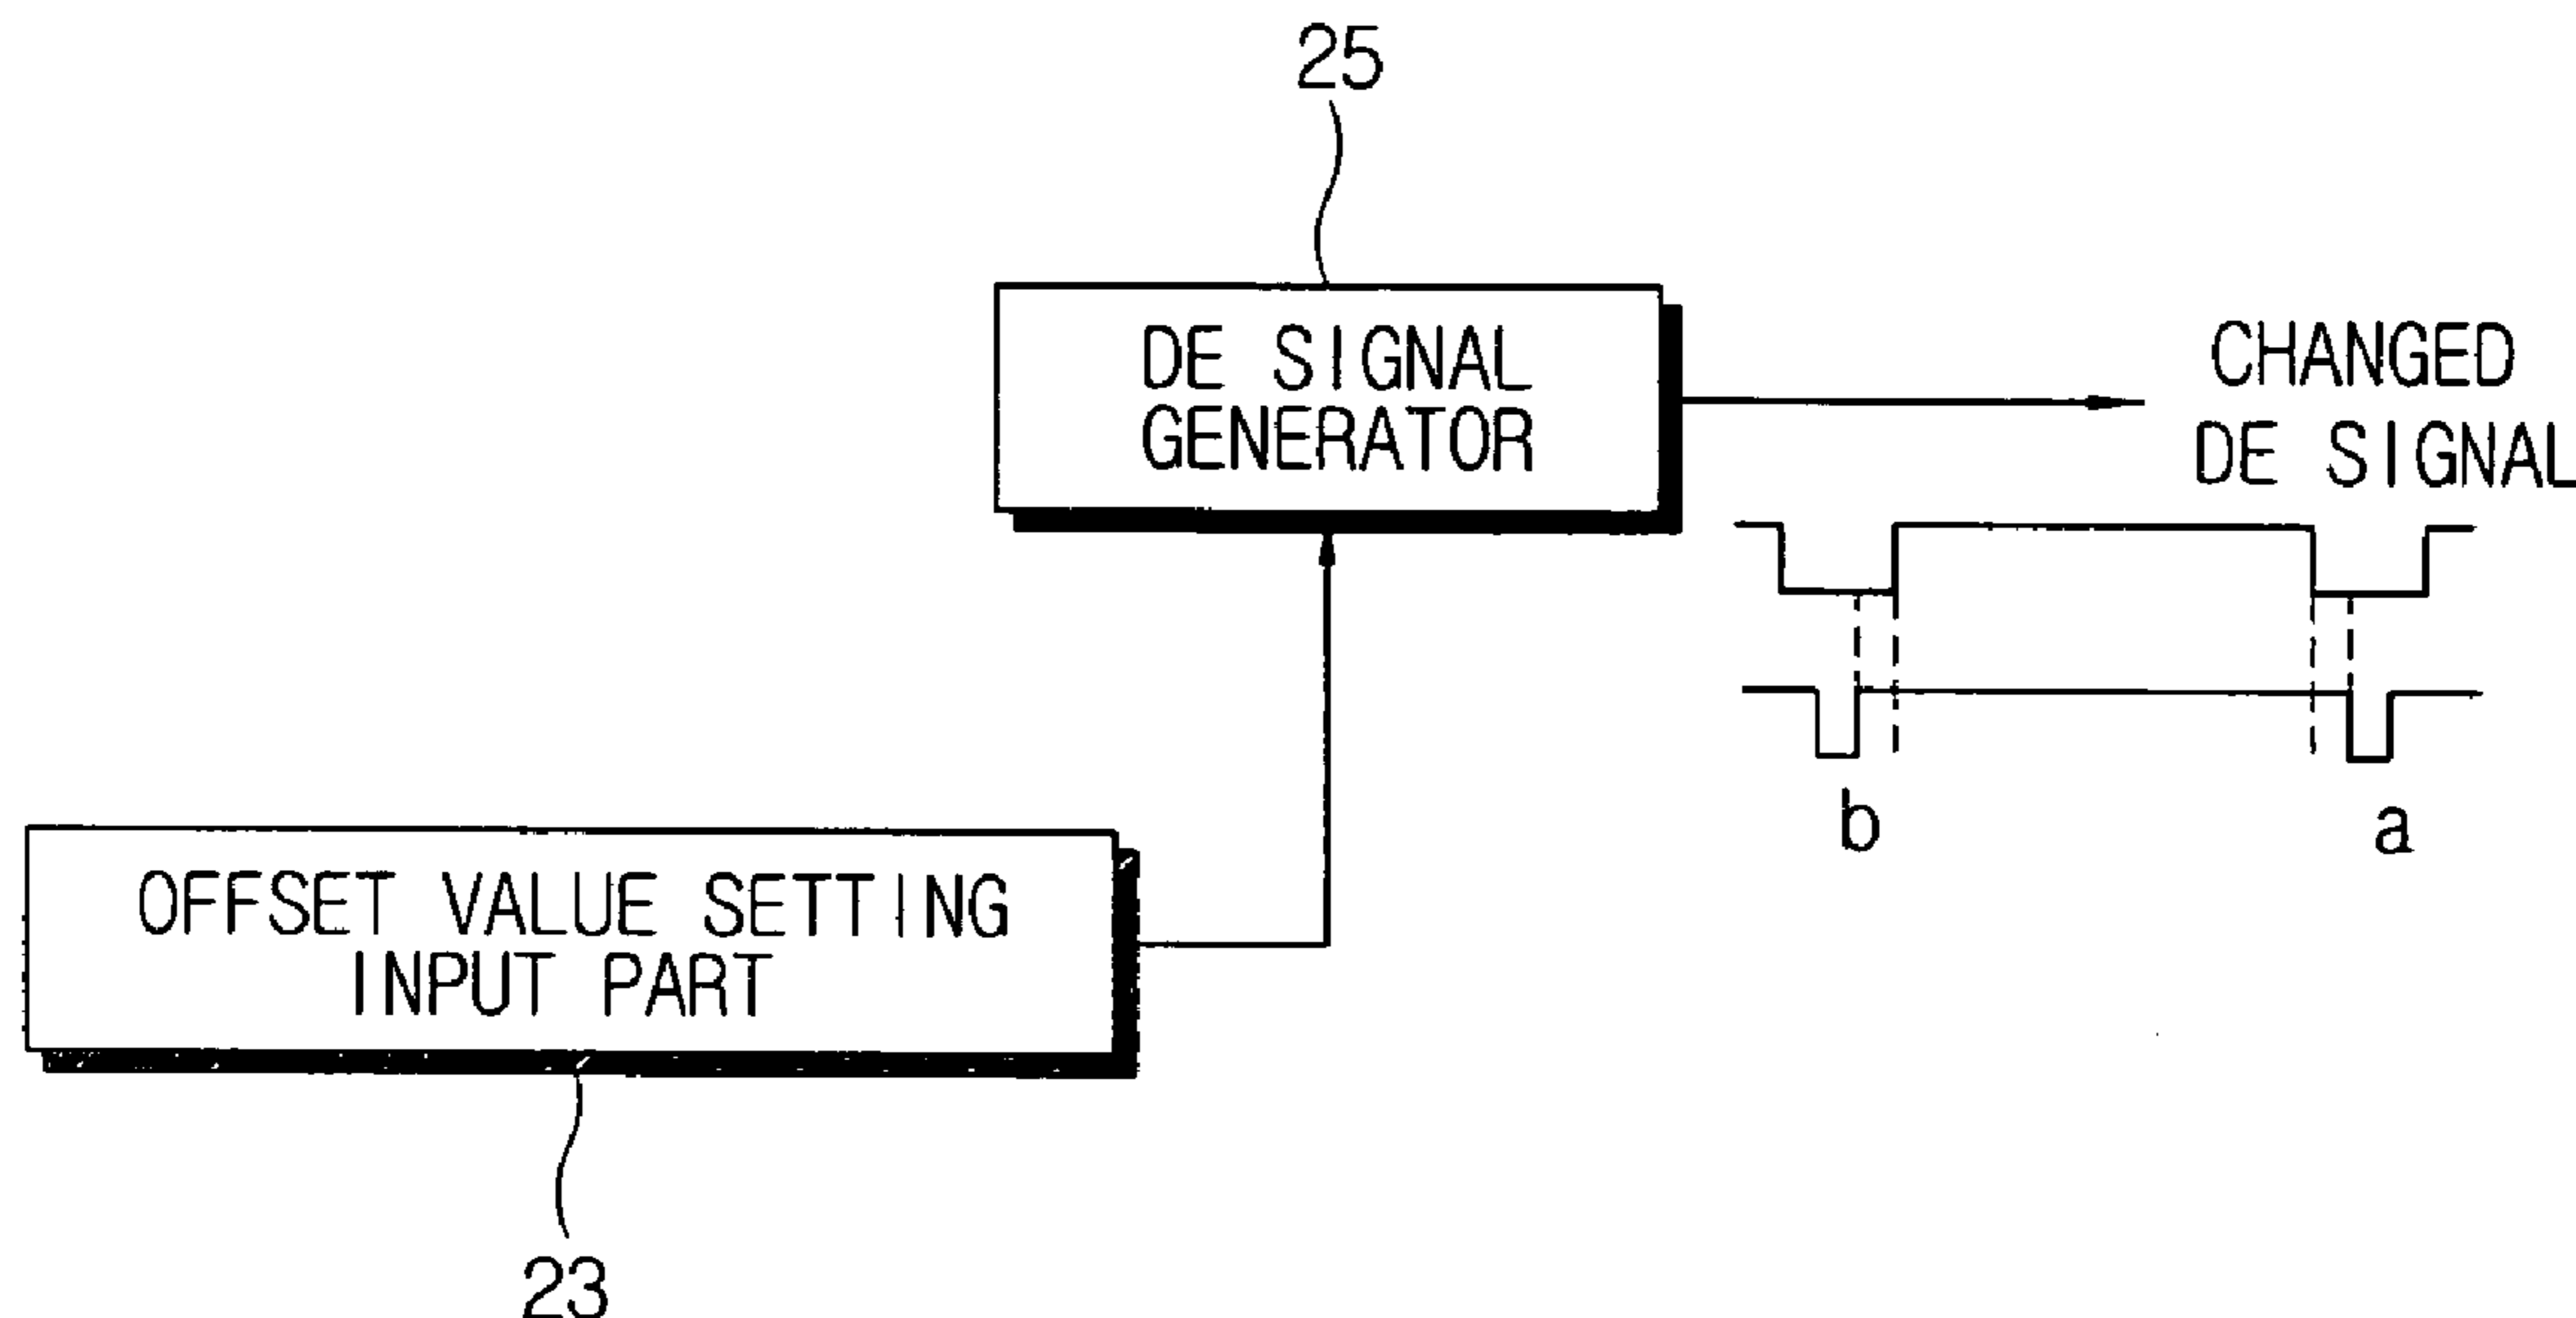 25
DE SIGNAL
GENERATOR
CHANGED
DE SIGNAL
b
a
OFFSET VALUE SETTING
INPUT PART
23